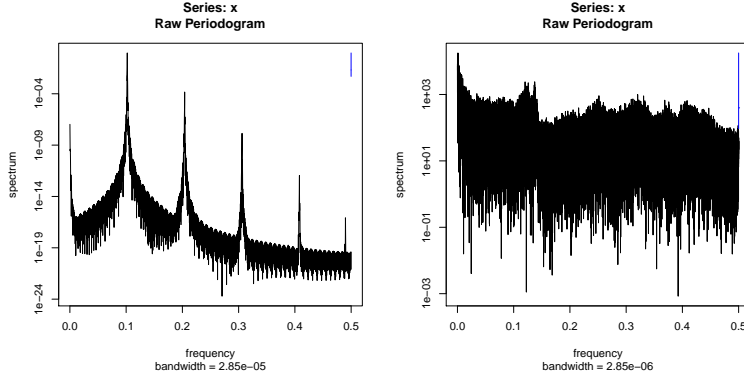 Series: x
Raw Periodogram
spectrum
1e−04
1e−09
1e−14
1e−19
1e−24
0.0 0.1 0.2 0.3 0.4 0.5
frequency
bandwidth = 2.85e−05
Series: x
Raw Periodogram
spectrum
1e+03
1e+01
1e−01
1e−03
0.0 0.1 0.2 0.3 0.4 0.5
frequency
bandwidth = 2.85e−06